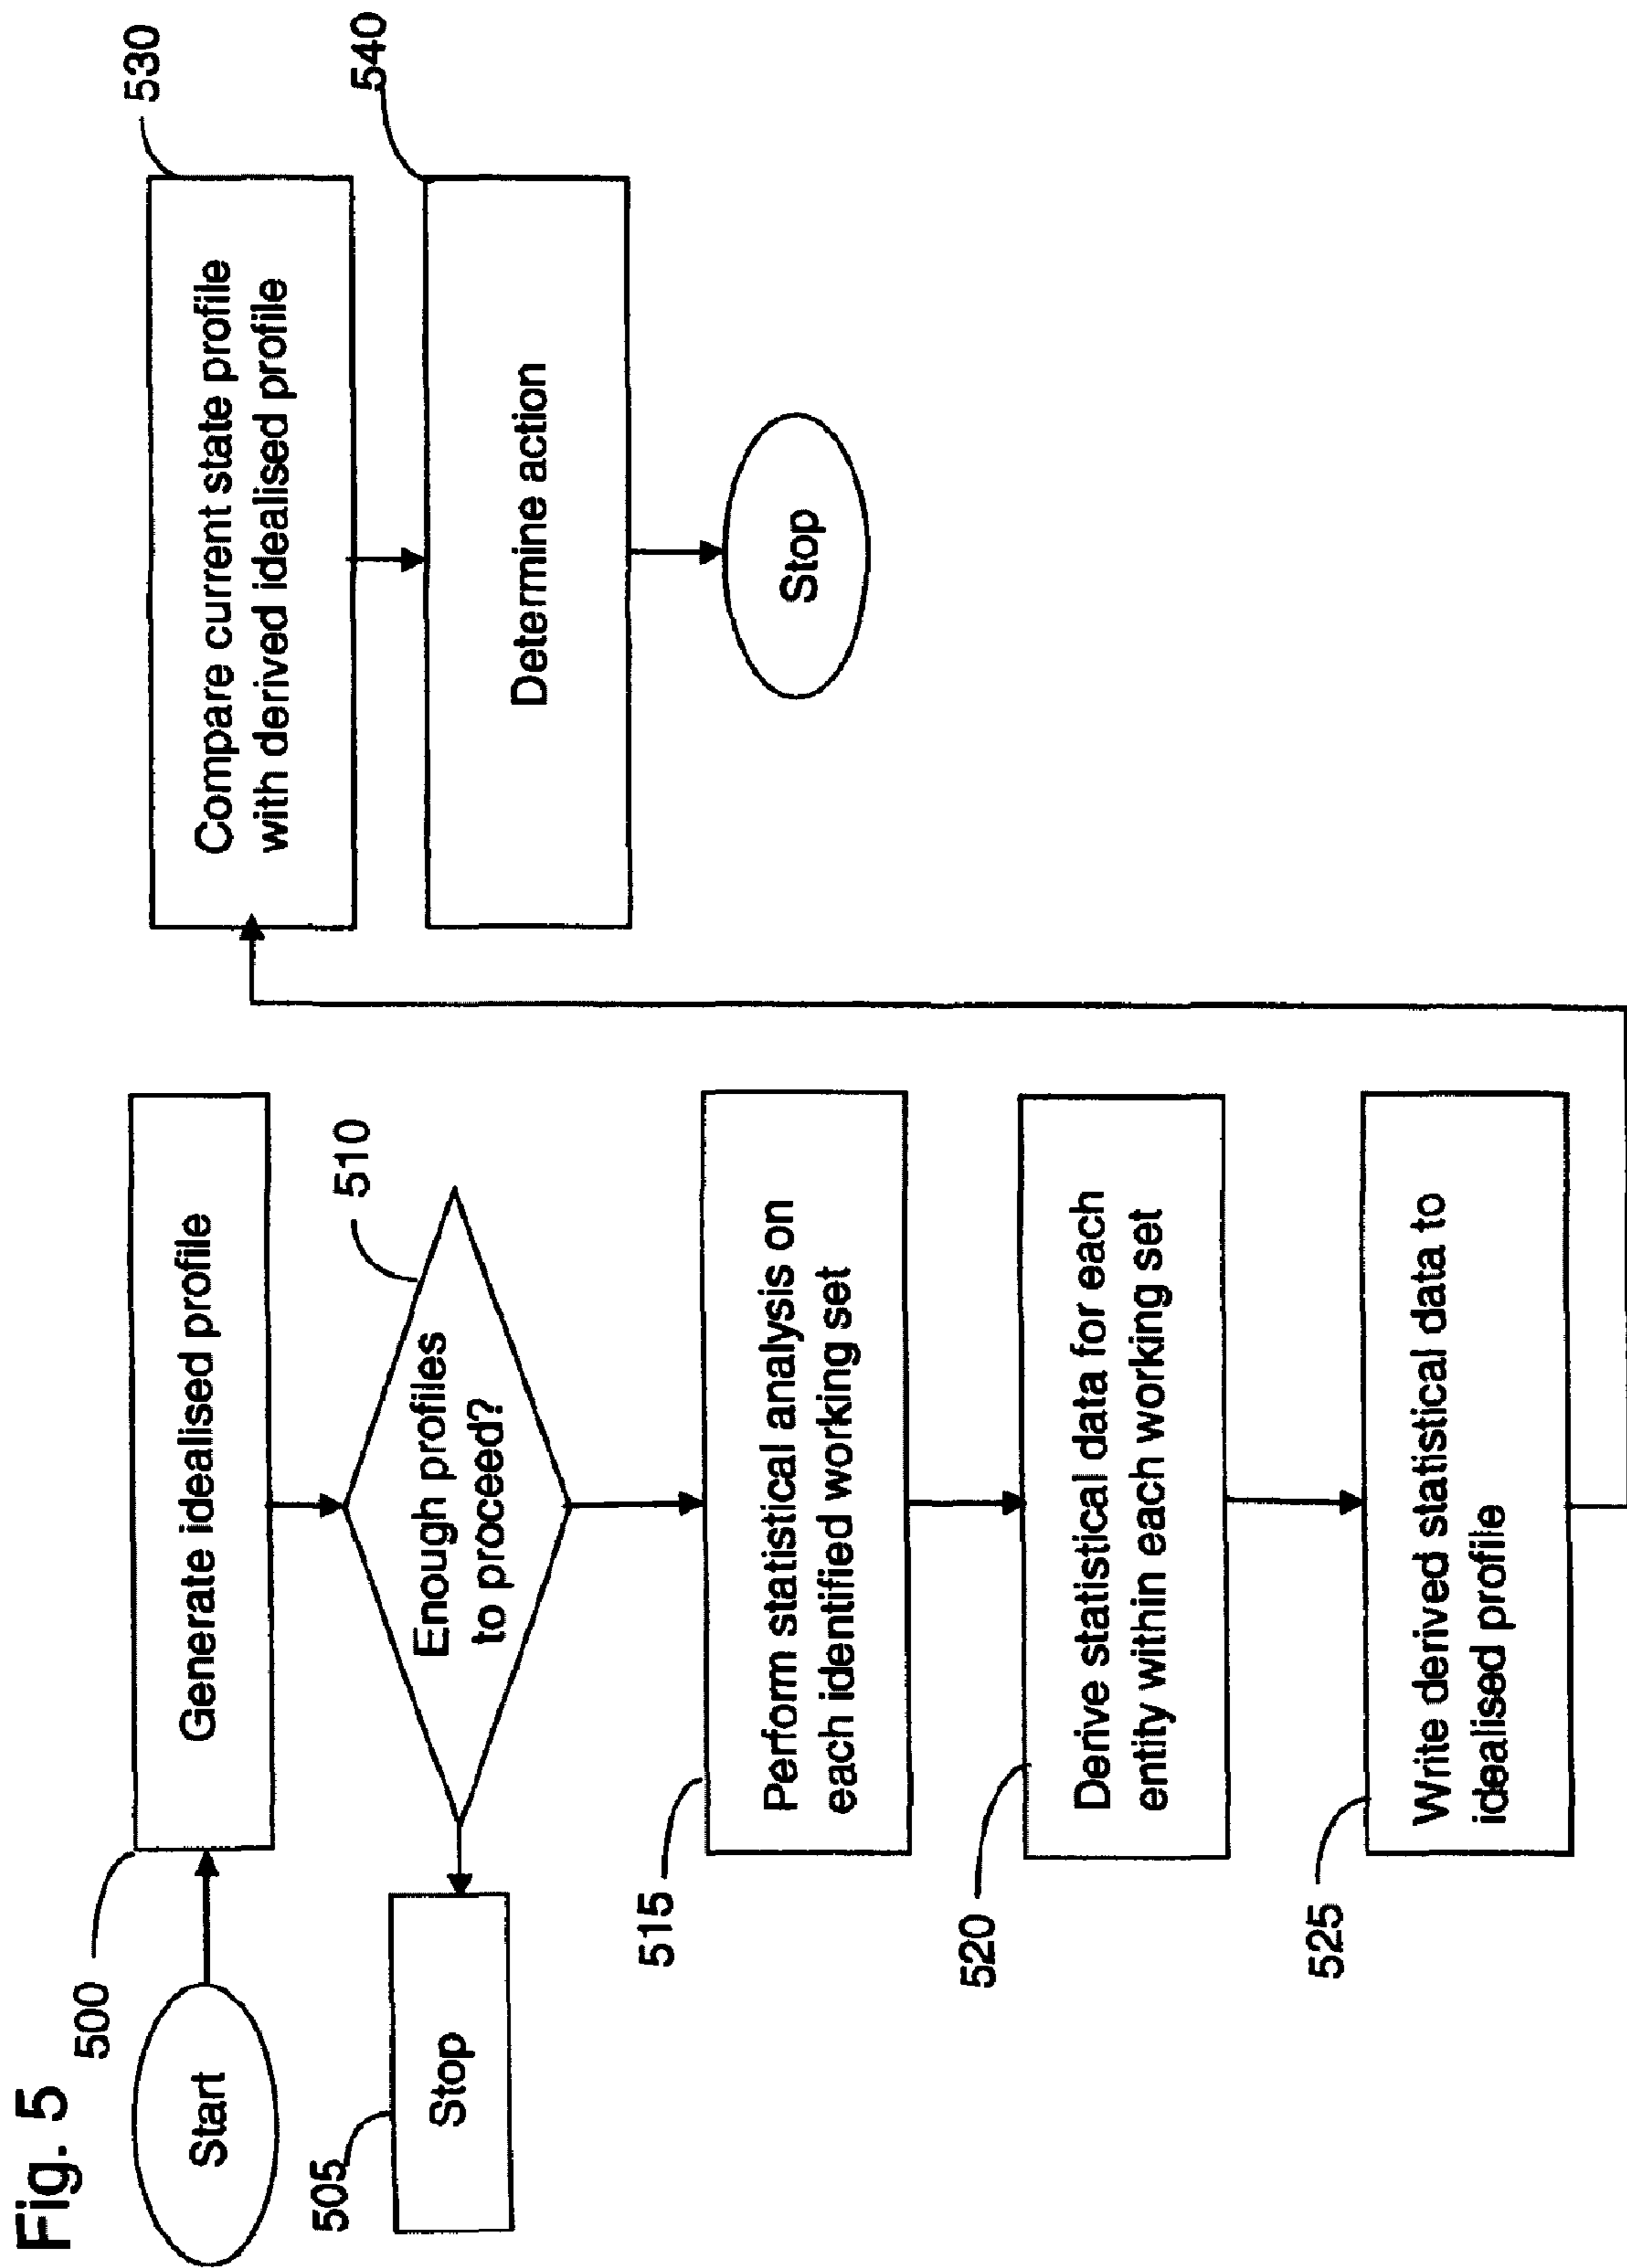 Fig. 5
Start
500
Generate idealised profile
510
Enough profiles
to proceed?
505
Stop
515
Perform statistical analysis on
each identified working set
520
Derive statistical data for each
entity within each working set
525
Write derived statistical data to
idealised profile
530
Compare current state profile
with derived idealised profile
540
Determine action
Stop